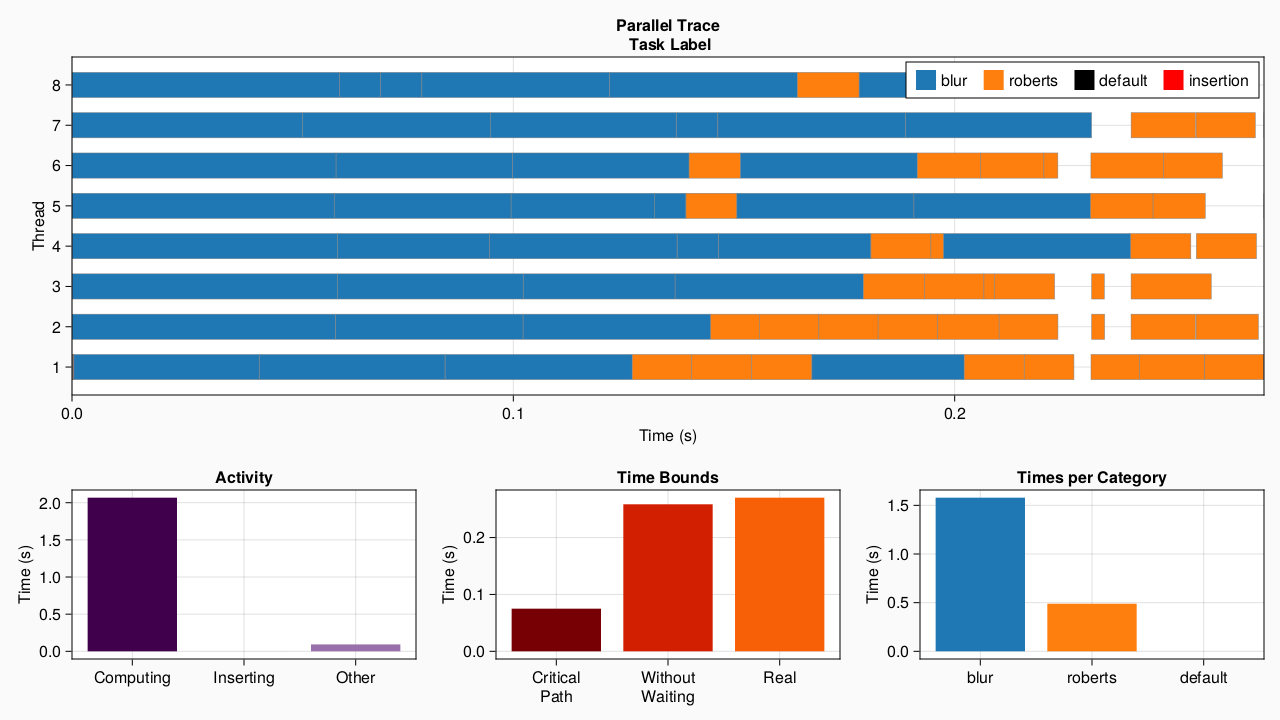 Parallel Trace
Task Label
blur roberts default insertion
Thread
8
7
6
5
4
3
2
1
0.0 0.1 0.2
Time (s)
Activity
Time (s)
2.0
1.5
1.0
0.5
0.0
Computing Inserting Other
Time Bounds
Time (s)
0.2
0.1
0.0
Critical Path Without Waiting Real
Times per Category
Time (s)
1.5
1.0
0.5
0.0
blur roberts default